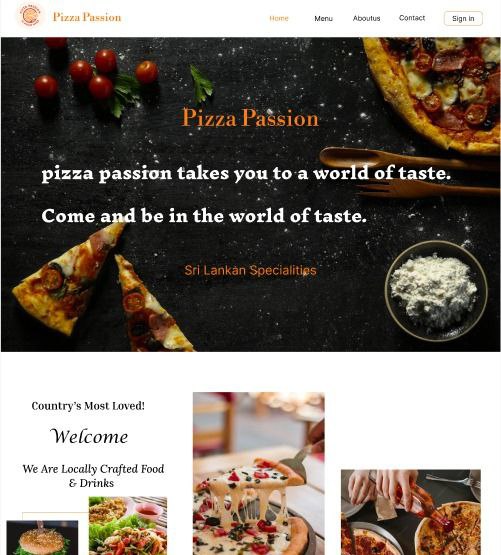 Pizza Passion
Home Menu Aboutus Contact Sign in
Pizza Passion
pizza passion takes you to a world of taste.
Come and be in the world of taste.
Sri Lankan Specialities
Country's Most Loved!
Welcome
We Are Locally Crafted Food
& Drinks